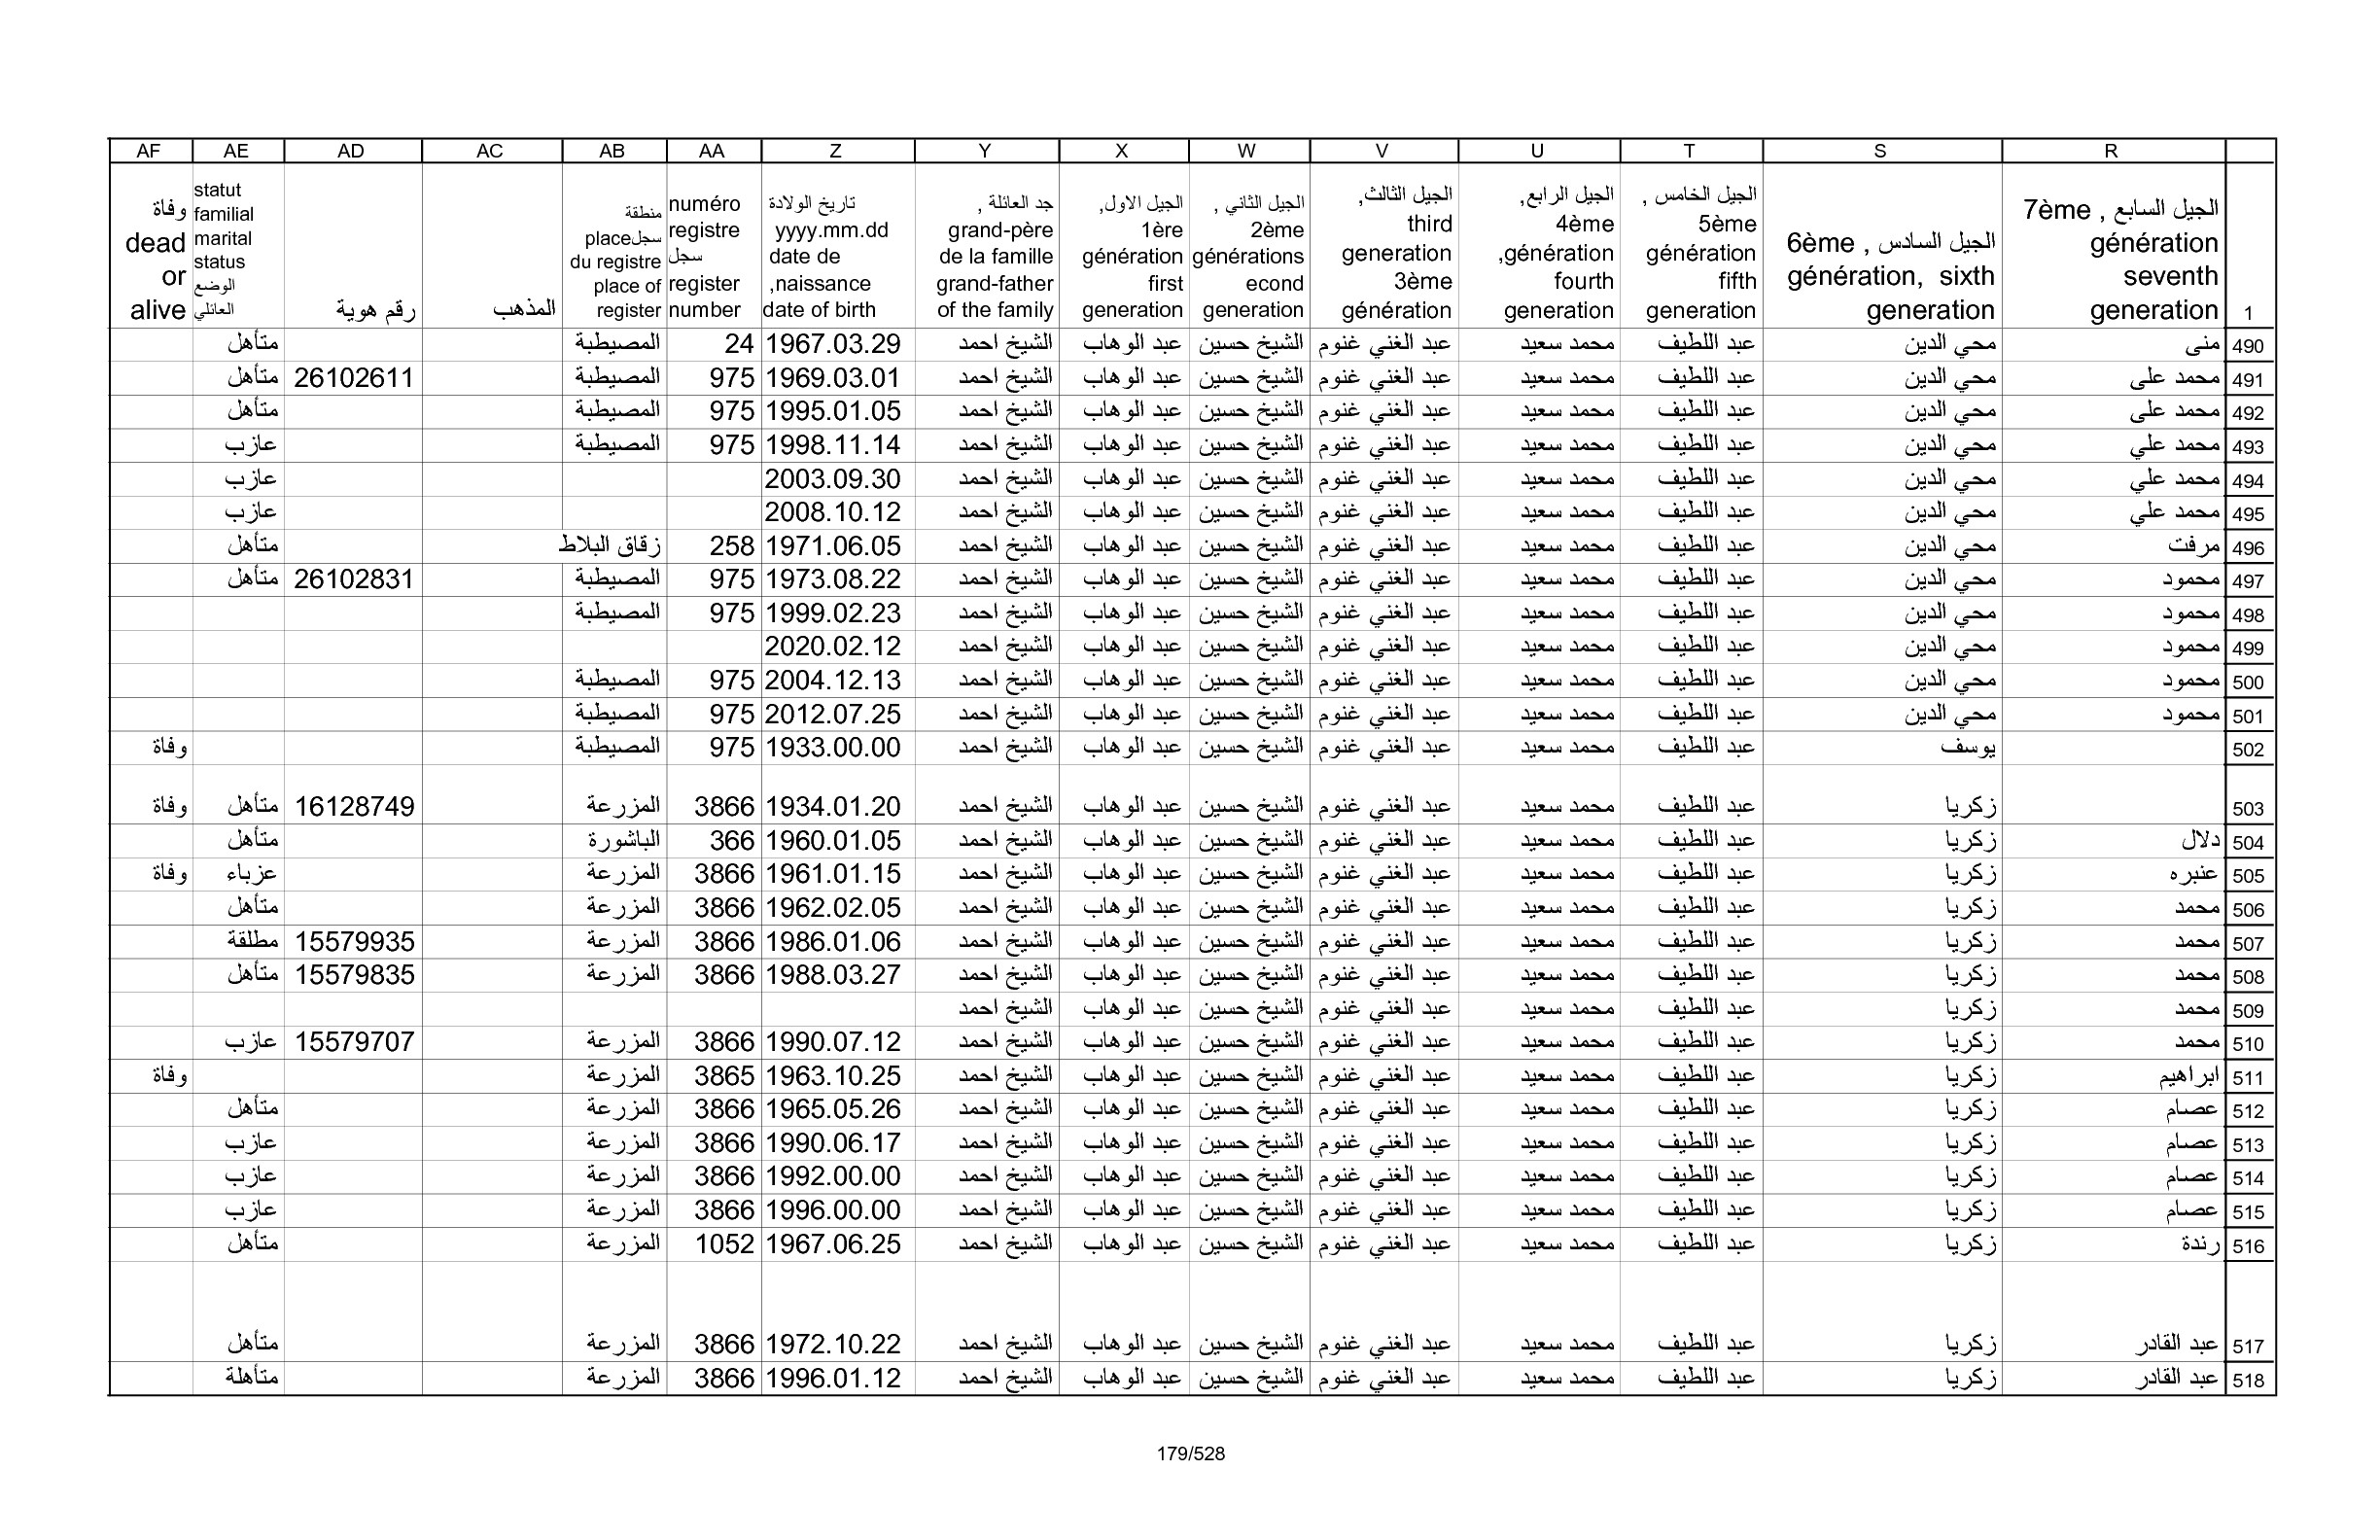 AF AE AD AC AB AA Z Y X W V U T S R
وفاة dead or alive | statut familial marital status الوضع العائلي | رقم هوية | المذهب | منطقة سجل place du registre place of register | numéro registre سجل register number | تاريخ الولادة yyyy.mm.dd date de naissance, date of birth | جد العائلة , grand-père de la famille grand-father of the family | الجيل الاول, 1ère génération first generation | الجيل الثاني , 2ème générations econd generation | الجيل الثالث, third generation 3ème génération | الجيل الرابع, 4ème génération, fourth generation | الجيل الخامس , 5ème génération fifth generation | الجيل السادس , 6ème génération, sixth generation | الجيل السابع , 7ème génération seventh generation | 1
متأهل المصيطبة 24 1967.03.29 الشيخ احمد عبد الوهاب الشيخ حسين عبد الغني غنوم محمد سعيد عبد اللطيف محي الدين منى 490
متأهل 26102611 المصيطبة 975 1969.03.01 الشيخ احمد عبد الوهاب الشيخ حسين عبد الغني غنوم محمد سعيد عبد اللطيف محي الدين محمد على 491
متأهل المصيطبة 975 1995.01.05 الشيخ احمد عبد الوهاب الشيخ حسين عبد الغني غنوم محمد سعيد عبد اللطيف محي الدين محمد على 492
عازب المصيطبة 975 1998.11.14 الشيخ احمد عبد الوهاب الشيخ حسين عبد الغني غنوم محمد سعيد عبد اللطيف محي الدين محمد علي 493
عازب 2003.09.30 الشيخ احمد عبد الوهاب الشيخ حسين عبد الغني غنوم محمد سعيد عبد اللطيف محي الدين محمد علي 494
عازب 2008.10.12 الشيخ احمد عبد الوهاب الشيخ حسين عبد الغني غنوم محمد سعيد عبد اللطيف محي الدين محمد علي 495
متأهل زقاق البلاط 258 1971.06.05 الشيخ احمد عبد الوهاب الشيخ حسين عبد الغني غنوم محمد سعيد عبد اللطيف محي الدين مرفت 496
متأهل 26102831 المصيطبة 975 1973.08.22 الشيخ احمد عبد الوهاب الشيخ حسين عبد الغني غنوم محمد سعيد عبد اللطيف محي الدين محمود 497
المصيطبة 975 1999.02.23 الشيخ احمد عبد الوهاب الشيخ حسين عبد الغني غنوم محمد سعيد عبد اللطيف محي الدين محمود 498
2020.02.12 الشيخ احمد عبد الوهاب الشيخ حسين عبد الغني غنوم محمد سعيد عبد اللطيف محي الدين محمود 499
المصيطبة 975 2004.12.13 الشيخ احمد عبد الوهاب الشيخ حسين عبد الغني غنوم محمد سعيد عبد اللطيف محي الدين محمود 500
المصيطبة 975 2012.07.25 الشيخ احمد عبد الوهاب الشيخ حسين عبد الغني غنوم محمد سعيد عبد اللطيف محي الدين محمود 501
وفاة المصيطبة 975 1933.00.00 الشيخ احمد عبد الوهاب الشيخ حسين عبد الغني غنوم محمد سعيد عبد اللطيف يوسف 502
وفاة متأهل 16128749 المزرعة 3866 1934.01.20 الشيخ احمد عبد الوهاب الشيخ حسين عبد الغني غنوم محمد سعيد عبد اللطيف زكريا 503
متأهل الباشورة 366 1960.01.05 الشيخ احمد عبد الوهاب الشيخ حسين عبد الغني غنوم محمد سعيد عبد اللطيف زكريا دلال 504
وفاة عزباء المزرعة 3866 1961.01.15 الشيخ احمد عبد الوهاب الشيخ حسين عبد الغني غنوم محمد سعيد عبد اللطيف زكريا عنبره 505
متأهل المزرعة 3866 1962.02.05 الشيخ احمد عبد الوهاب الشيخ حسين عبد الغني غنوم محمد سعيد عبد اللطيف زكريا محمد 506
مطلقة 15579935 المزرعة 3866 1986.01.06 الشيخ احمد عبد الوهاب الشيخ حسين عبد الغني غنوم محمد سعيد عبد اللطيف زكريا محمد 507
متأهل 15579835 المزرعة 3866 1988.03.27 الشيخ احمد عبد الوهاب الشيخ حسين عبد الغني غنوم محمد سعيد عبد اللطيف زكريا محمد 508
الشيخ احمد عبد الوهاب الشيخ حسين عبد الغني غنوم محمد سعيد عبد اللطيف زكريا محمد 509
عازب 15579707 المزرعة 3866 1990.07.12 الشيخ احمد عبد الوهاب الشيخ حسين عبد الغني غنوم محمد سعيد عبد اللطيف زكريا محمد 510
وفاة المزرعة 3865 1963.10.25 الشيخ احمد عبد الوهاب الشيخ حسين عبد الغني غنوم محمد سعيد عبد اللطيف زكريا ابراهيم 511
متأهل المزرعة 3866 1965.05.26 الشيخ احمد عبد الوهاب الشيخ حسين عبد الغني غنوم محمد سعيد عبد اللطيف زكريا عصام 512
عازب المزرعة 3866 1990.06.17 الشيخ احمد عبد الوهاب الشيخ حسين عبد الغني غنوم محمد سعيد عبد اللطيف زكريا عصام 513
عازب المزرعة 3866 1992.00.00 الشيخ احمد عبد الوهاب الشيخ حسين عبد الغني غنوم محمد سعيد عبد اللطيف زكريا عصام 514
عازب المزرعة 3866 1996.00.00 الشيخ احمد عبد الوهاب الشيخ حسين عبد الغني غنوم محمد سعيد عبد اللطيف زكريا عصام 515
متأهل المزرعة 1052 1967.06.25 الشيخ احمد عبد الوهاب الشيخ حسين عبد الغني غنوم محمد سعيد عبد اللطيف زكريا رندة 516
متأهل المزرعة 3866 1972.10.22 الشيخ احمد عبد الوهاب الشيخ حسين عبد الغني غنوم محمد سعيد عبد اللطيف زكريا عبد القادر 517
متأهلة المزرعة 3866 1996.01.12 الشيخ احمد عبد الوهاب الشيخ حسين عبد الغني غنوم محمد سعيد عبد اللطيف زكريا عبد القادر 518
179/528